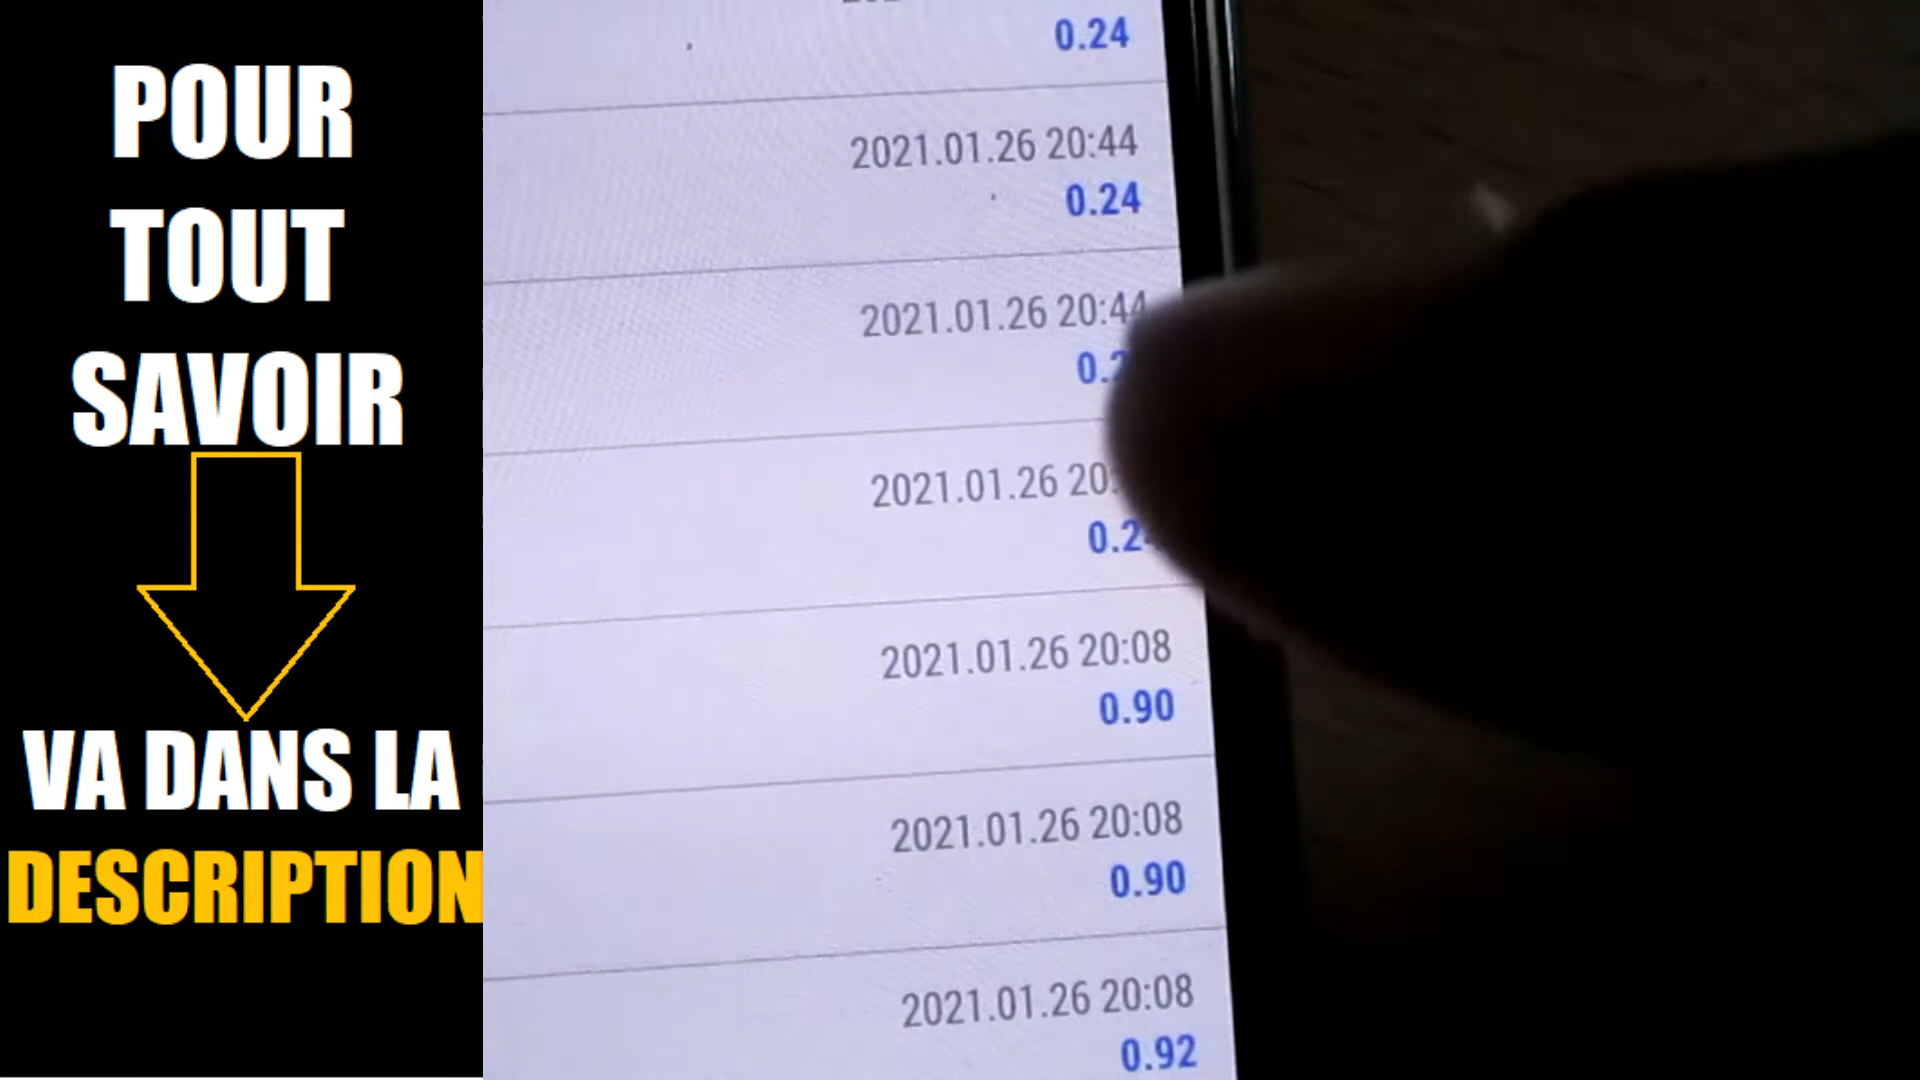 POUR
TOUT
SAVOIR
VA DANS LA
DESCRIPTION
0.24
2021.01.26 20:44
0.24
2021.01.26 20:44
2021.01.26
2021.01.26 20:08
0.90
2021.01.26 20:08
0.90
2021.01.26 20:08
0.92